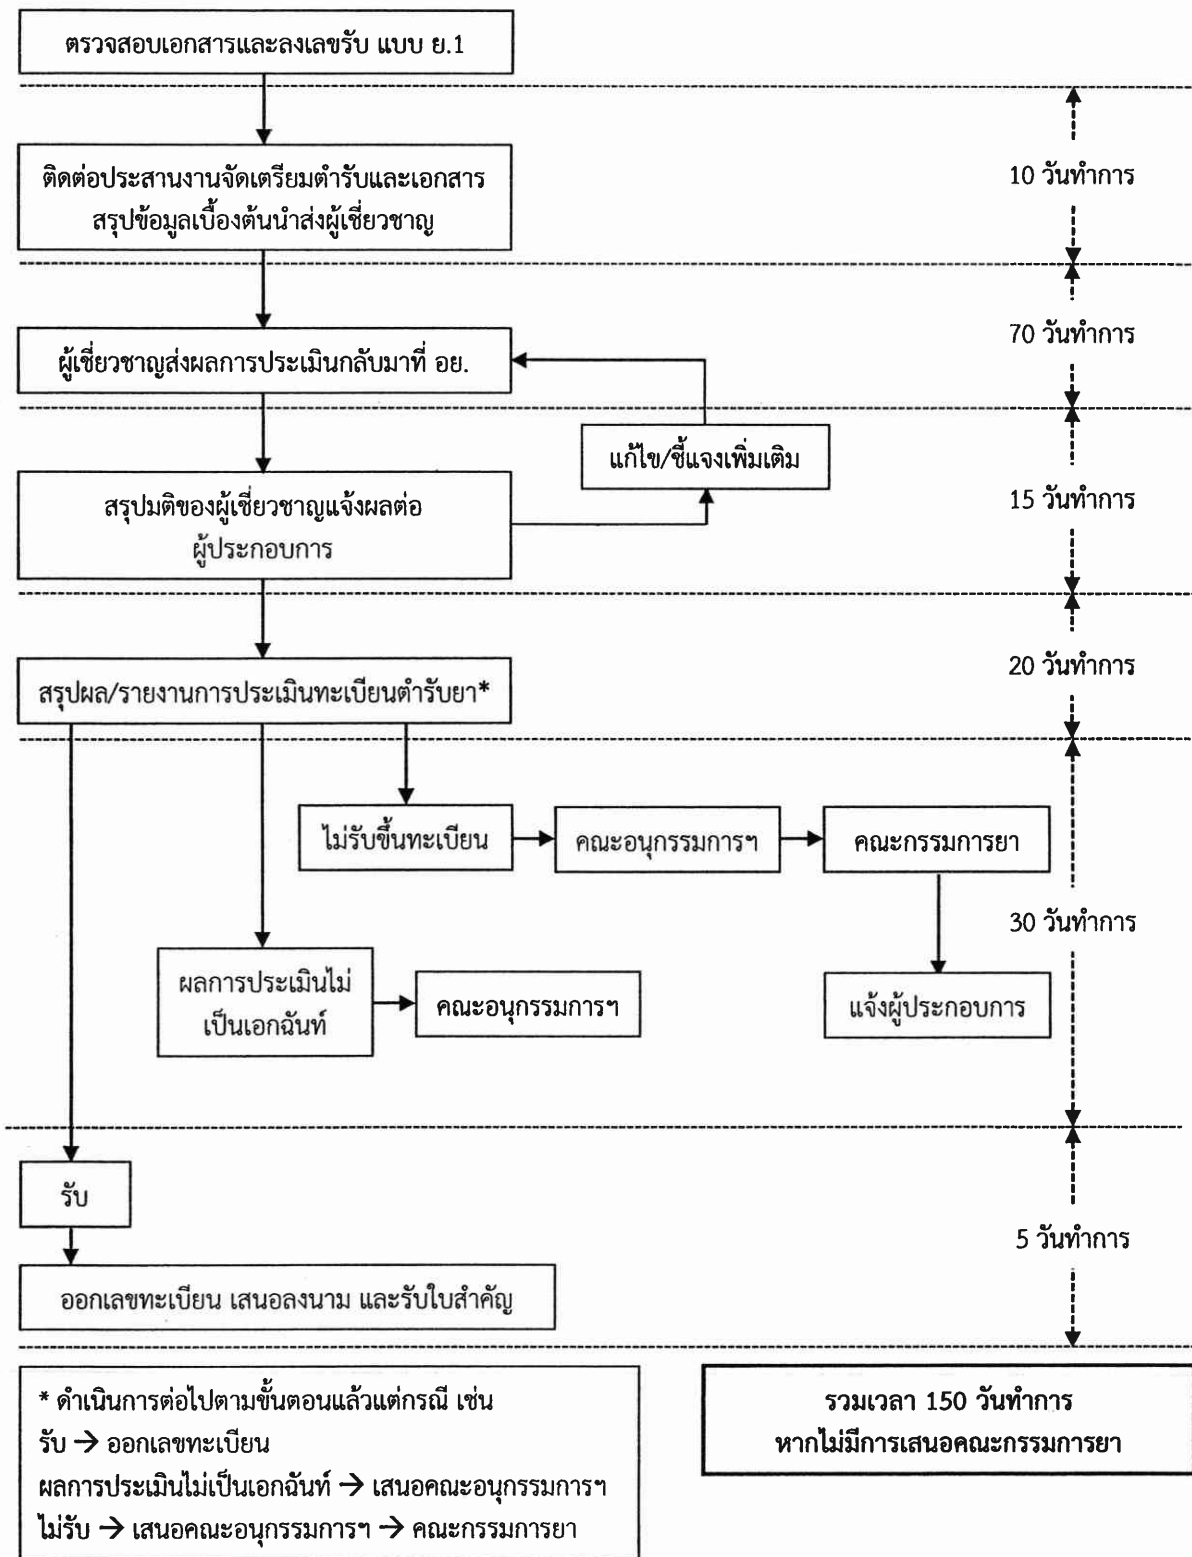 ตรวจสอบเอกสารและลงเลขรับ แบบ ย.1
ติดต่อประสานงานจัดเตรียมตำรับและเอกสาร
สรุปข้อมูลเบื้องต้นนำส่งผู้เชี่ยวชาญ
10 วันทำการ
70 วันทำการ
ผู้เชี่ยวชาญส่งผลการประเมินกลับมาที่ อย.
แก้ไข/ชี้แจงเพิ่มเติม
สรุปมติของผู้เชี่ยวชาญแจ้งผลต่อ
ผู้ประกอบการ
15 วันทำการ
20 วันทำการ
สรุปผล/รายงานการประเมินทะเบียนตำรับยา*
ไม่รับขึ้นทะเบียน
คณะอนุกรรมการฯ
คณะกรรมการยา
30 วันทำการ
ผลการประเมินไม่
เป็นเอกฉันท์
คณะอนุกรรมการฯ
แจ้งผู้ประกอบการ
รับ
5 วันทำการ
ออกเลขทะเบียน เสนอลงนาม และรับใบสำคัญ
* ดำเนินการต่อไปตามขั้นตอนแล้วแต่กรณี เช่น
รับ → ออกเลขทะเบียน
ผลการประเมินไม่เป็นเอกฉันท์ → เสนอคณะอนุกรรมการฯ
ไม่รับ → เสนอคณะอนุกรรมการฯ → คณะกรรมการยา
รวมเวลา 150 วันทำการ
หากไม่มีการเสนอคณะกรรมการยา